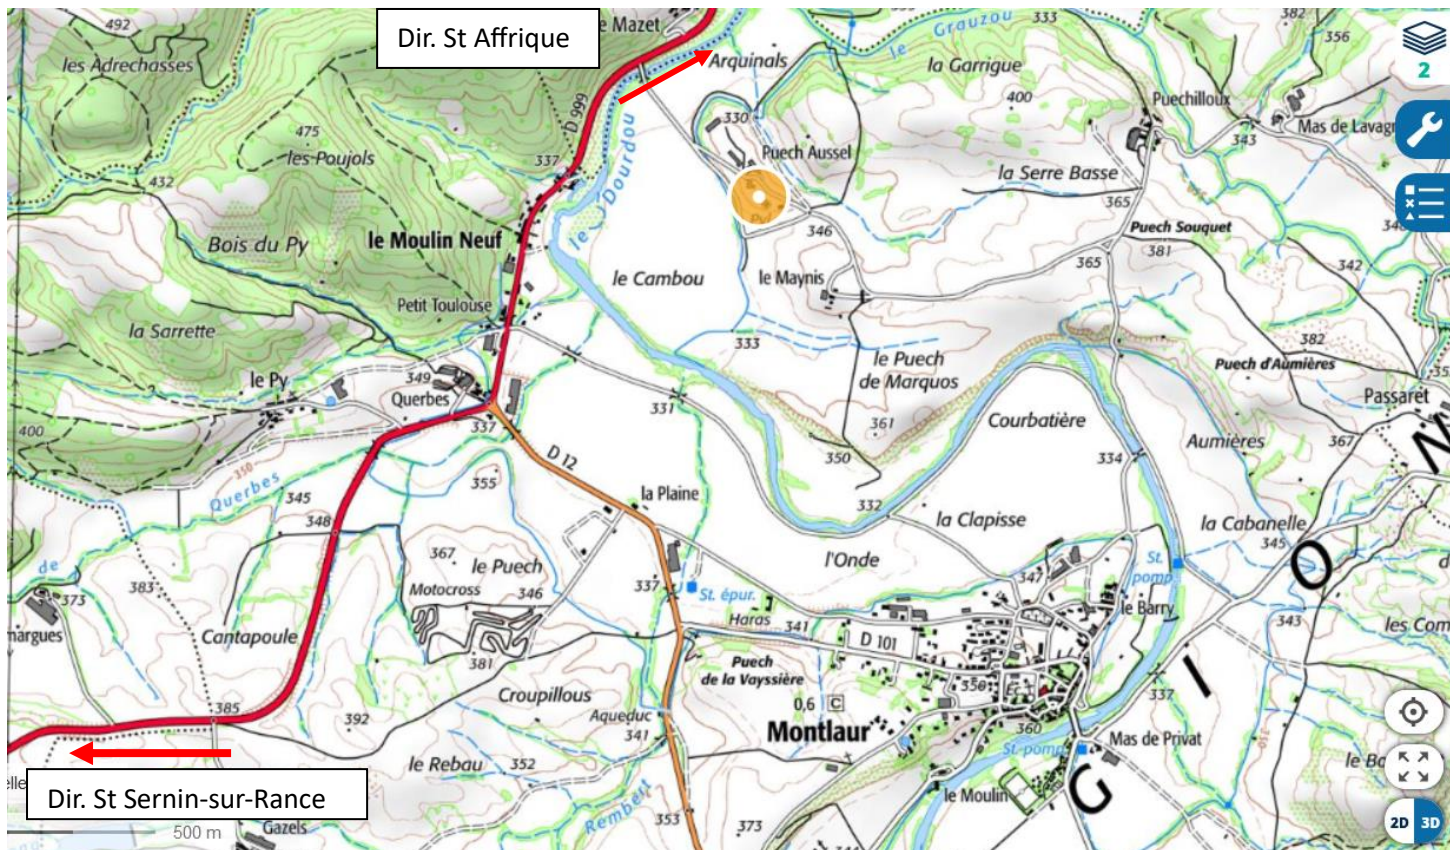 492
Dir. St Affrique
le Mazet
le Grauzou
333
382
356
2
les Adrechasses
Arquinals
la Garrigue
D 999
400
Puechilloux
330
343
Mas de Lavagn
475
les Poujols
337
Puech Aussel
la Serre Basse
432
le Dourdou
365
346
Puech Souquet
381
Bois du Py
le Moulin Neuf
365
342
le Cambou
le Maynis
Petit Toulouse
la Sarrette
333
382
le Puech
de Marquos
Puech d'Aumières
le Py
349
Querbes
331
Passaret
337
361
Courbatière
400
Aumières
367
N
350
D 12
350
334
355
Querbes
345
la Plaine
332
la Clapisse
la Cabanelle
348
345
367
le Puech
l'Onde
O
de
383
Motocross
346
337
St. épur.
347
St.
pomp.
373
le Barry
margues
Haras
341
343
Cantapoule
D 101
les Com
381
Puech
de la Vayssière
350
I
Croupillous
337
385
392
Aqueduc
341
0,6
C
Montlaur
360
St. pomp.
Mas de Privat
le Rebau
352
G
le Moulin
Dir. St Sernin-sur-Rance
Rembert
353
373
500 m
Gazels
2D
3D